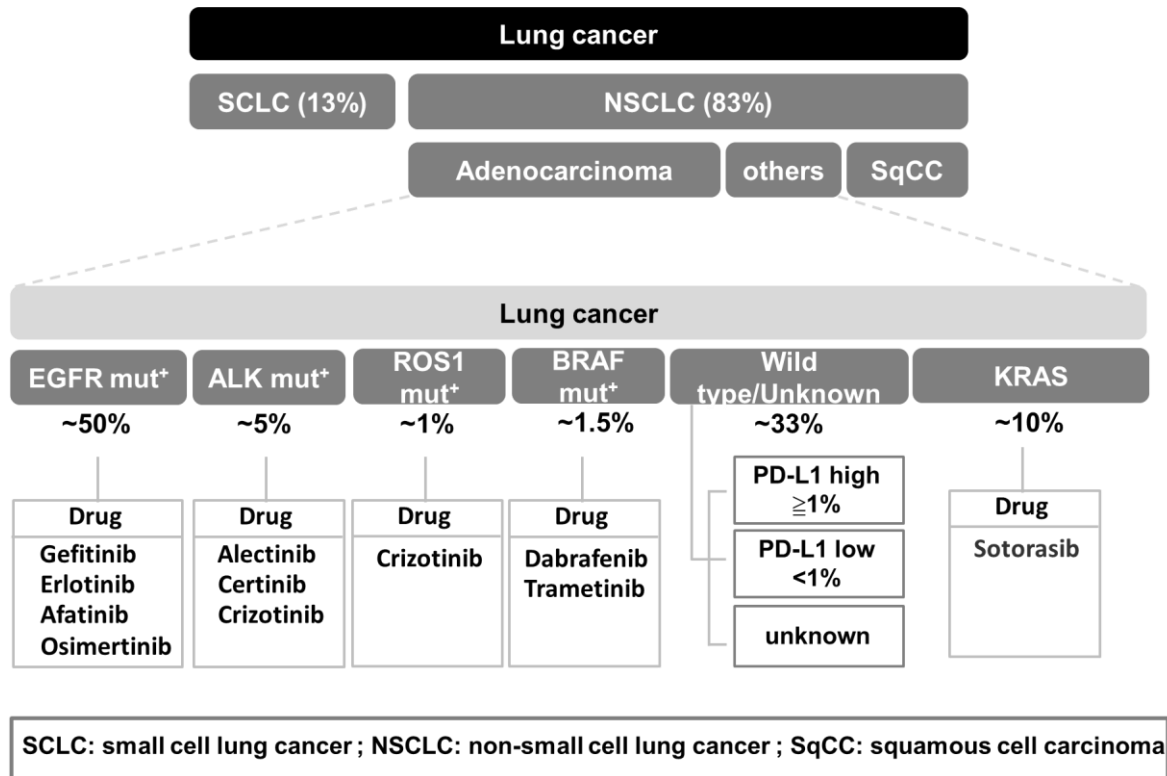 Lung cancer
SCLC (13%)
NSCLC (83%)
Adenocarcinoma
others
SqCC
Lung cancer
EGFR mut⁺
ALK mut⁺
ROS1
mut⁺
BRAF
mut⁺
Wild
type/Unknown
KRAS
~50%
~5%
~1%
~1.5%
~33%
~10%
Drug
Gefitinib
Erlotinib
Afatinib
Osimertinib
Drug
Alectinib
Certinib
Crizotinib
Drug
Crizotinib
Drug
Dabrafenib
Trametinib
PD-L1 high
≧1%
PD-L1 low
<1%
unknown
Drug
Sotorasib
SCLC: small cell lung cancer ; NSCLC: non-small cell lung cancer ; SqCC: squamous cell carcinoma